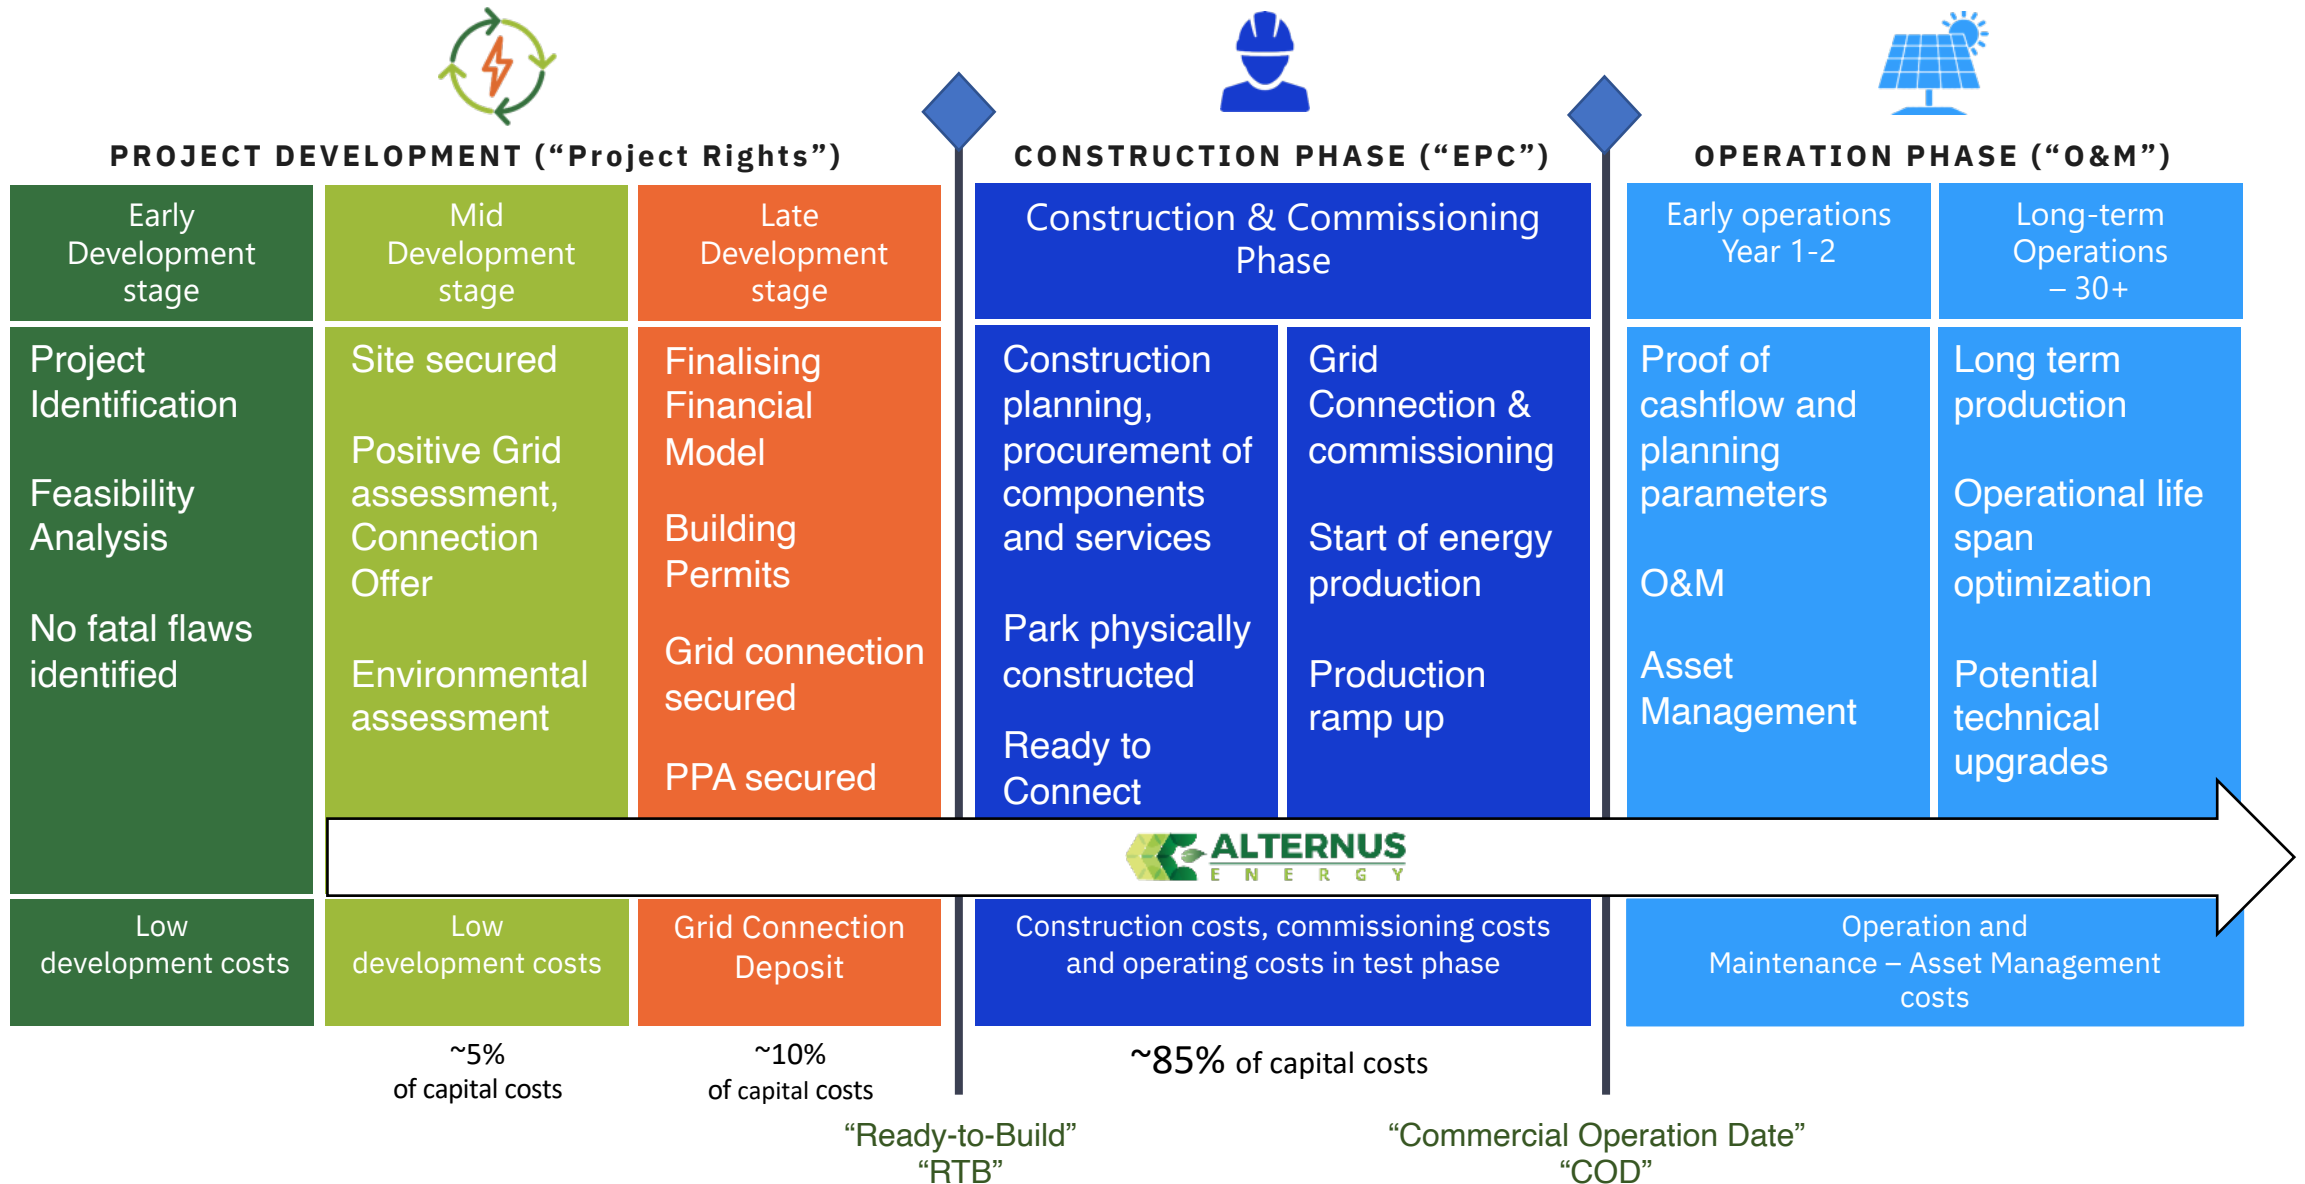 PROJECT DEVELOPMENT (“Project Rights”)
CONSTRUCTION PHASE (“EPC”)
OPERATION PHASE (“O&M”)
Early
Development
stage
Mid
Development
stage
Late
Development
stage
Construction & Commissioning
Phase
Early operations
Year 1-2
Long-term
Operations
– 30+
Project
Identification
Feasibility
Analysis
No fatal flaws
identified
Site secured
Positive Grid
assessment,
Connection
Offer
Environmental
assessment
Finalising
Financial
Model
Building
Permits
Grid connection
secured
PPA secured
Construction
planning,
procurement of
components
and services
Park physically
constructed
Ready to
Connect
Grid
Connection &
commissioning
Start of energy
production
Production
ramp up
Proof of
cashflow and
planning
parameters
O&M
Asset
Management
Long term
production
Operational life
span
optimization
Potential
technical
upgrades
ALTERNUS
ENERGY
Low
development costs
Low
development costs
Grid Connection
Deposit
Construction costs, commissioning costs
and operating costs in test phase
Operation and
Maintenance – Asset Management
costs
~5%
of capital costs
~10%
of capital costs
~85% of capital costs
“Ready-to-Build”
“RTB”
“Commercial Operation Date”
“COD”